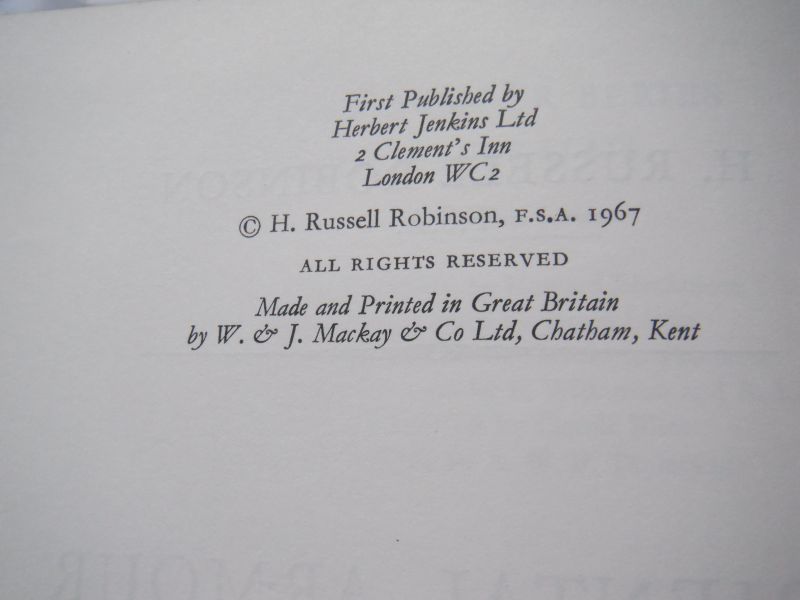 First Published by
Herbert Jenkins Ltd
2 Clement's Inn
London WC2
© H. Russell Robinson, F.S.A. 1967
ALL RIGHTS RESERVED
Made and Printed in Great Britain
by W. & J. Mackay & Co Ltd, Chatham, Kent